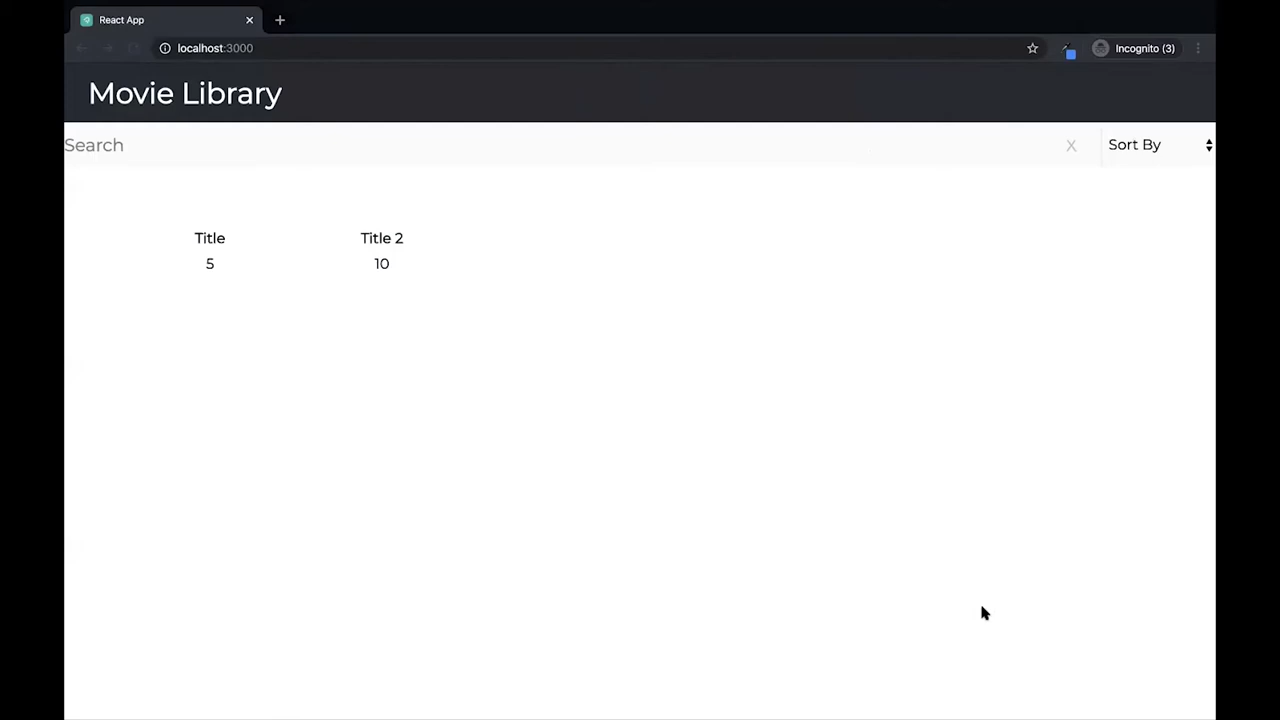 React App
localhost:3000
Incognito (3)
Movie Library
Search
X
Sort By
Title
Title 2
5
10